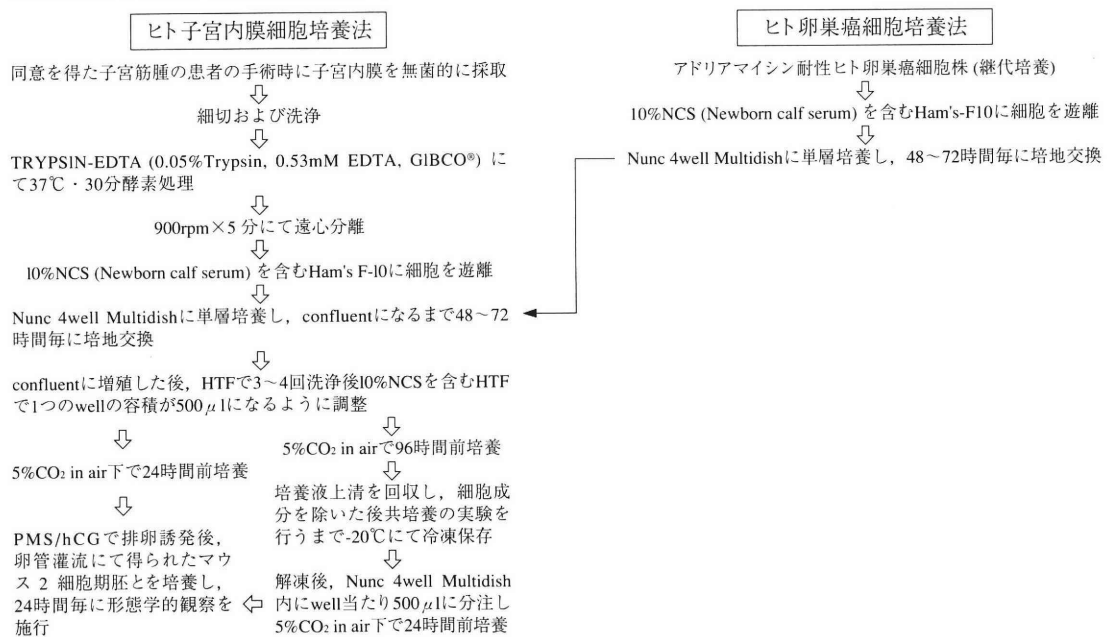 ヒト子宮内膜細胞培養法
同意を得た子宮筋腫の患者の手術時に子宮内膜を無菌的に採取
⇩
細切および洗浄
⇩
TRYPSIN-EDTA (0.05%Trypsin, 0.53mM EDTA, GIBCO®) に
て37℃・30分酵素処理
⇩
900rpm×5 分にて遠心分離
⇩
10%NCS (Newborn calf serum) を含むHam's F-10に細胞を遊離
⇩
Nunc 4well Multidishに単層培養し，confluentになるまで48～72
時間毎に培地交換
⇩
confluentに増殖した後，HTFで3～4回洗浄後10%NCSを含むHTF
で1つのwellの容積が500μlになるように調整
⇩
5%CO₂ in air下で24時間前培養
⇩
PMS/hCGで排卵誘発後，
卵管灌流にて得られたマウ
ス 2 細胞期胚とを培養し，
24時間毎に形態学的観察を
施行
⇩
5%CO₂ in airで96時間前培養
⇩
培養液上清を回収し，細胞成
分を除いた後共培養の実験を
行うまで-20℃にて冷凍保存
⇩
解凍後，Nunc 4well Multidish
内にwell当たり500μlに分注し
5%CO₂ in air下で24時間前培養
⇦
ヒト卵巣癌細胞培養法
アドリアマイシン耐性ヒト卵巣癌細胞株 (継代培養)
⇩
10%NCS (Newborn calf serum) を含むHam's-F10に細胞を遊離
⇩
Nunc 4well Multidishに単層培養し，48～72時間毎に培地交換